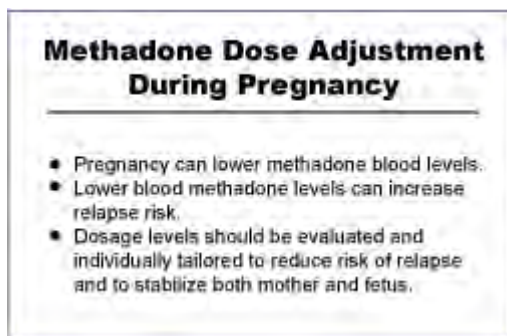 Methadone Dose Adjustment
During Pregnancy
• Pregnancy can lower methadone blood levels.
• Lower blood methadone levels can increase
relapse risk.
• Dosage levels should be evaluated and
individually tailored to reduce risk of relapse
and to stabilize both mother and fetus.